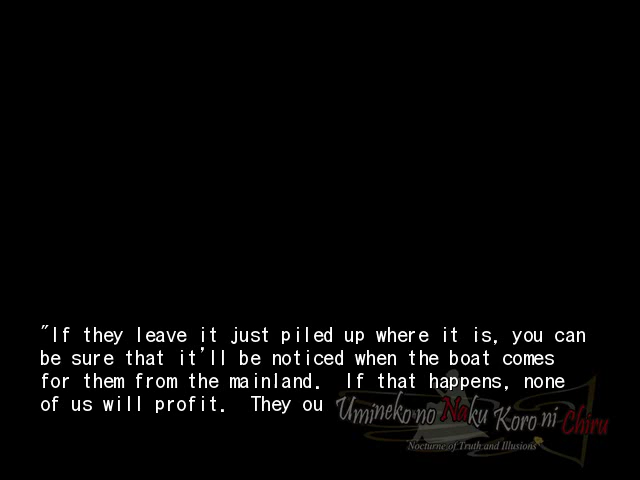 "If they leave it just piled up where it is, you can
be sure that it'll be noticed when the boat comes
for them from the mainland.  If that happens, none
of us will profit.  They ou
Umineko no Naku Koro ni Chiru
Nocturne of Truth and Illusions